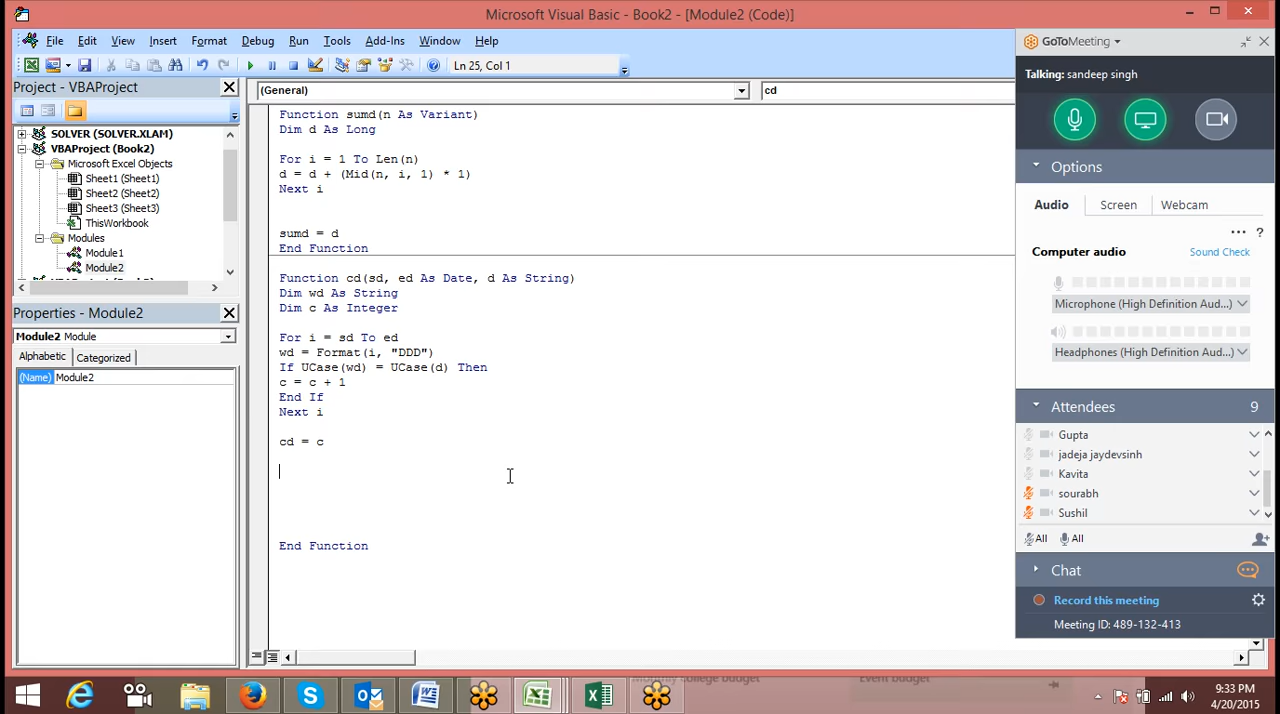 Microsoft Visual Basic - Book2 - [Module2 (Code)]
File Edit View Insert Format Debug Run Tools Add-Ins Window Help
Ln 25, Col 1
Project - VBAProject
SOLVER (SOLVER.XLAM)
VBAProject (Book2)
Microsoft Excel Objects
Sheet1 (Sheet1)
Sheet2 (Sheet2)
Sheet3 (Sheet3)
ThisWorkbook
Modules
Module1
Module2
Properties - Module2
Module2 Module
Alphabetic Categorized
(Name) Module2
(General) cd
Function sumd(n As Variant)
Dim d As Long
For i = 1 To Len(n)
d = d + (Mid(n, i, 1) * 1)
Next i
sumd = d
End Function
Function cd(sd, ed As Date, d As String)
Dim wd As String
Dim c As Integer
For i = sd To ed
wd = Format(i, "DDD")
If UCase(wd) = UCase(d) Then
c = c + 1
End If
Next i
cd = c
End Function
GoToMeeting
Talking: sandeep singh
Options
Audio Screen Webcam
... ?
Computer audio Sound Check
Microphone (High Definition Aud...)
Headphones (High Definition Aud...)
Attendees 9
Gupta
jadeja jaydevsinh
Kavita
sourabh
Sushil
All All
Chat
Record this meeting
Meeting ID: 489-132-413
Monthly college budget Event budget
9:33 PM
4/20/2015